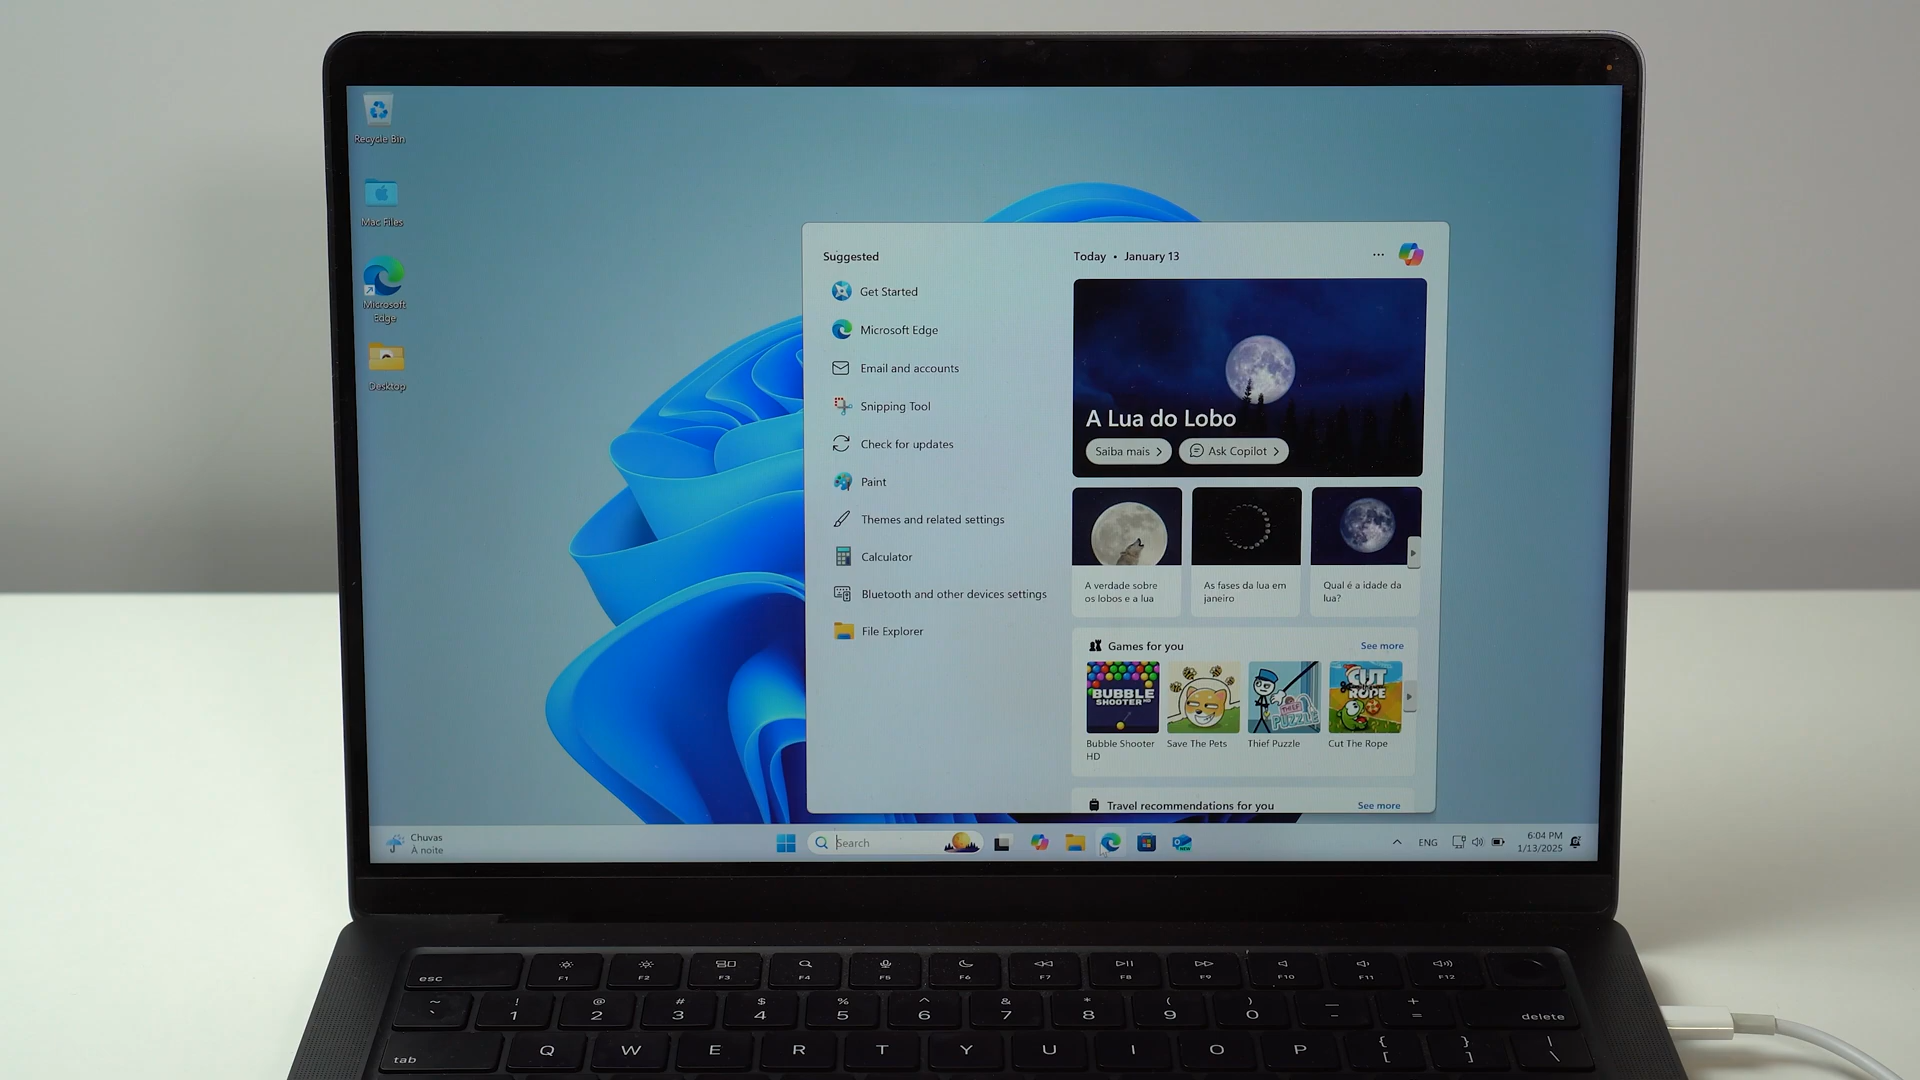 Recycle Bin
Mac Files
Microsoft
Edge
Desktop
Suggested
Get Started
Microsoft Edge
Email and accounts
Snipping Tool
Check for updates
Paint
Themes and related settings
Calculator
Bluetooth and other devices settings
File Explorer
Today • January 13
A Lua do Lobo
Saiba mais
Ask Copilot
A verdade sobre
os lobos e a lua
As fases da lua em
janeiro
Qual é a idade da
lua?
Games for you
See more
BUBBLE
SHOOTER HD
THIEF
PUZZLE
CUT
ROPE
Bubble Shooter
HD
Save The Pets
Thief Puzzle
Cut The Rope
Travel recommendations for you
See more
Chuvas
À noite
Search
NEW
ENG
6:04 PM
1/13/2025
esc
F1
F2
F3
F4
F5
F6
F7
F8
F9
F10
F11
F12
~ `
! 1
@ 2
# 3
$ 4
% 5
^ 6
& 7
* 8
( 9
) 0
_ -
+ =
delete
tab
Q
W
E
R
T
Y
U
I
O
P
{ [
} ]
| \